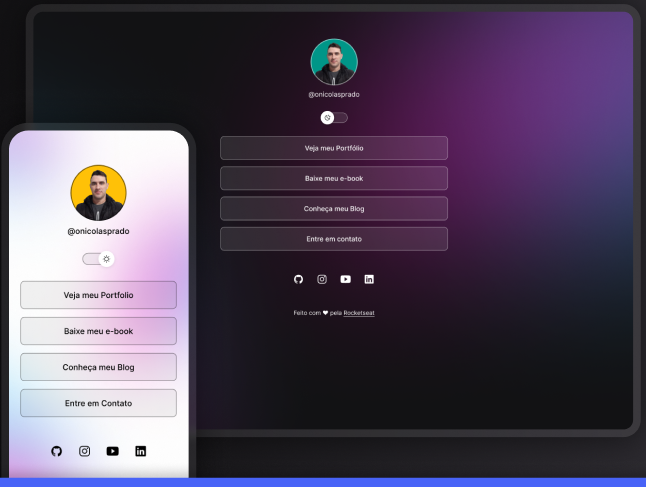 @onicolasprado
Veja meu Portfólio
Baixe meu e-book
Conheça meu Blog
Entre em contato
Feito com ♥ pela Rocketseat
@onicolasprado
Veja meu Portfolio
Baixe meu e-book
Conheça meu Blog
Entre em Contato